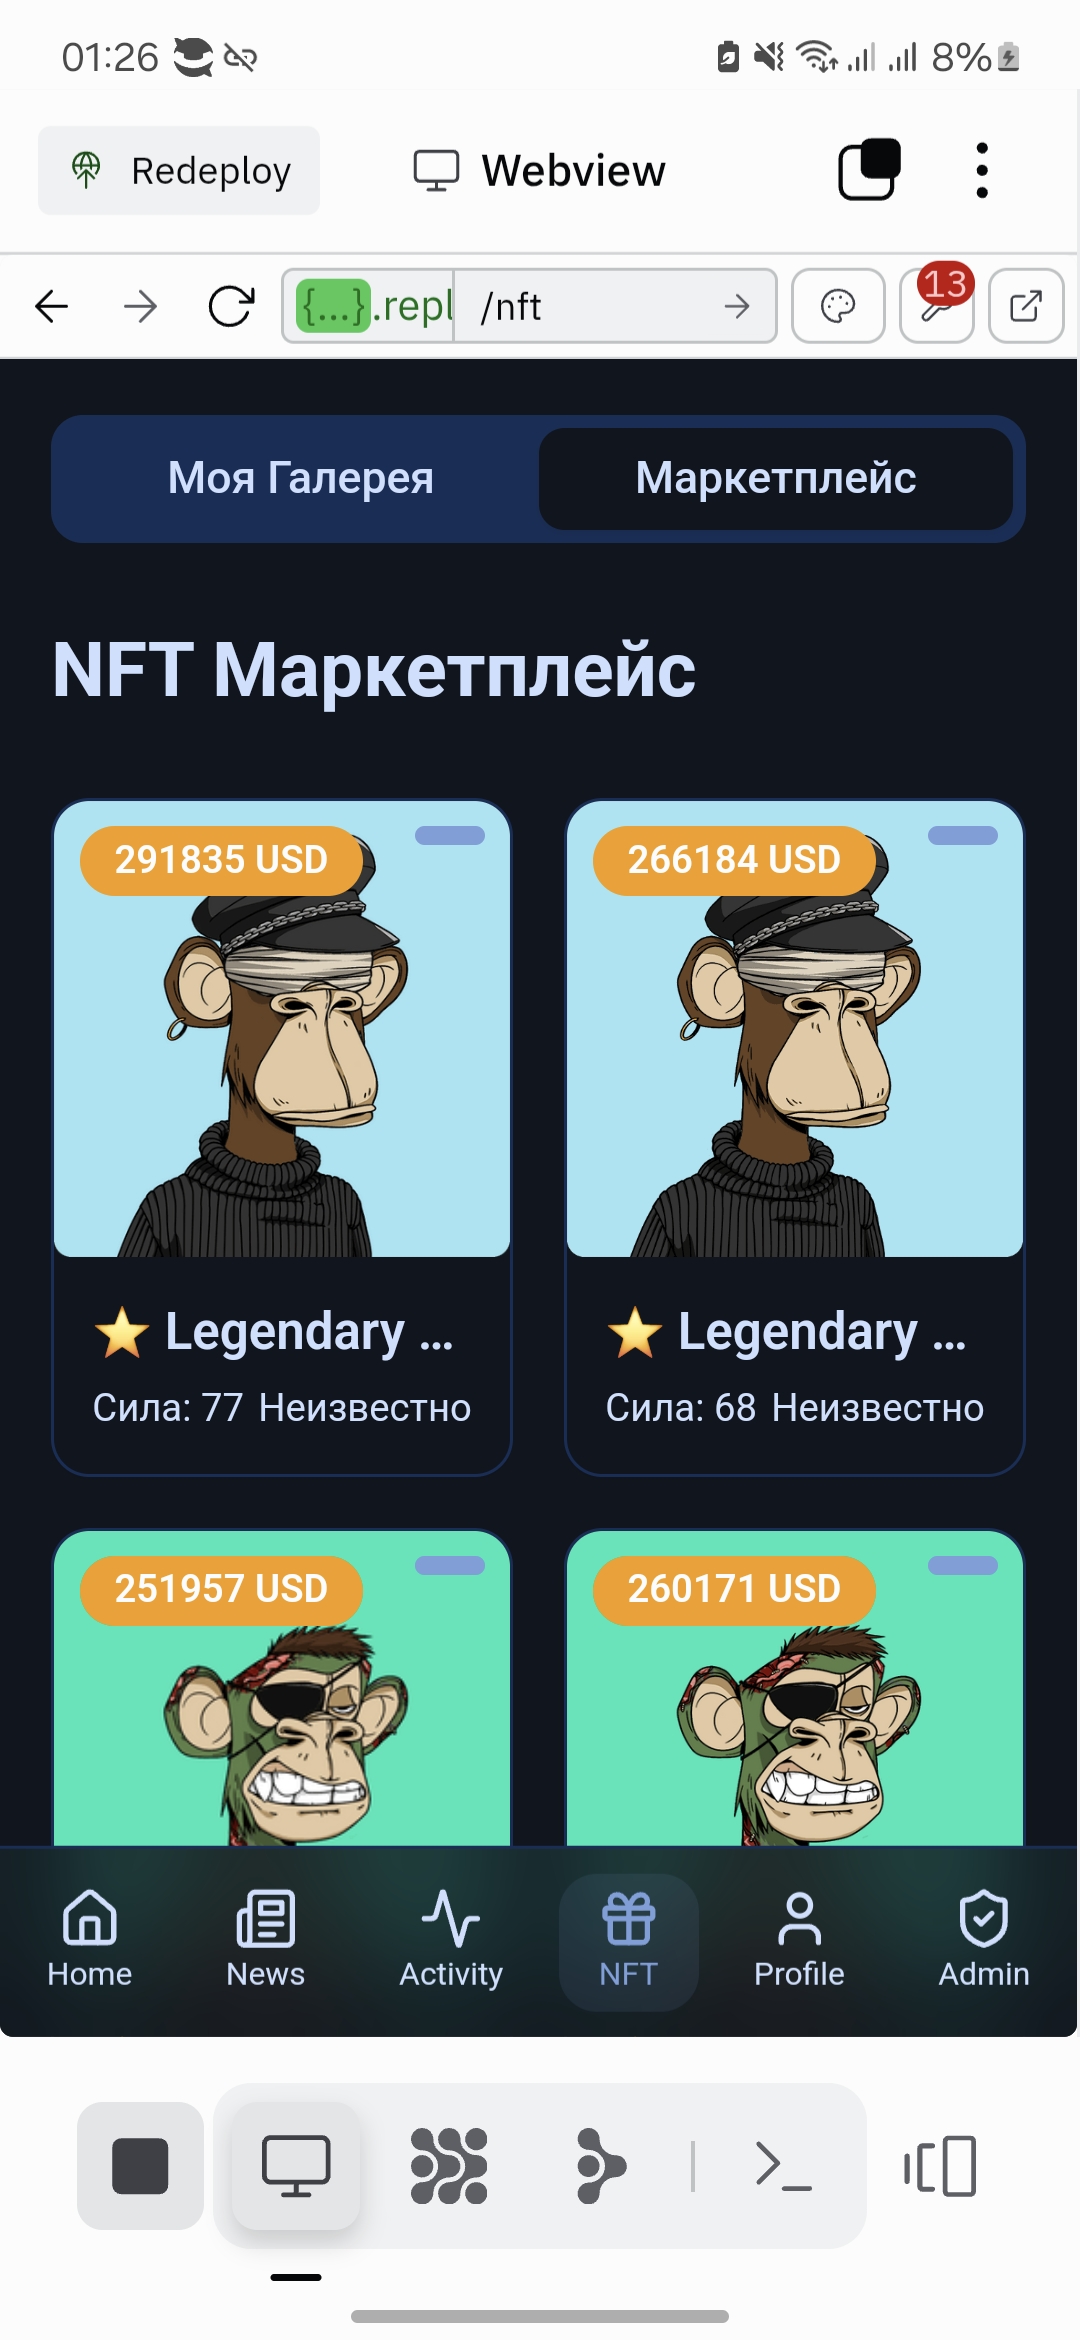 01:26
8%
Redeploy
Webview
{...}.repl
/nft
13
Моя Галерея
Маркетплейс
NFT Маркетплейс
291835 USD
266184 USD
⭐ Legendary ...
⭐ Legendary ...
Сила: 77 Неизвестно
Сила: 68 Неизвестно
251957 USD
260171 USD
Home
News
Activity
NFT
Profile
Admin